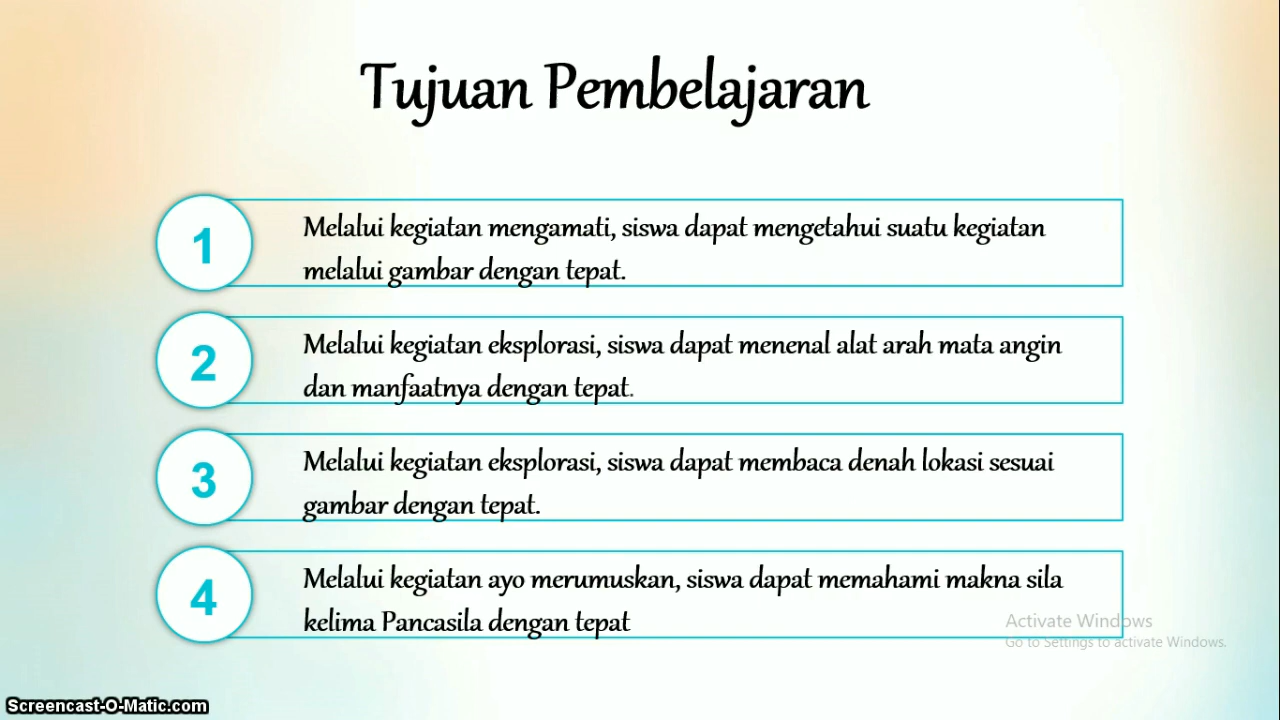 Tujuan Pembelajaran
1
Melalui kegiatan mengamati, siswa dapat mengetahui suatu kegiatan
melalui gambar dengan tepat.
2
Melalui kegiatan eksplorasi, siswa dapat menenal alat arah mata angin
dan manfaatnya dengan tepat.
3
Melalui kegiatan eksplorasi, siswa dapat membaca denah lokasi sesuai
gambar dengan tepat.
4
Melalui kegiatan ayo merumuskan, siswa dapat memahami makna sila
kelima Pancasila dengan tepat
Activate Windows
Go to Settings to activate Windows.
Screencast-O-Matic.com